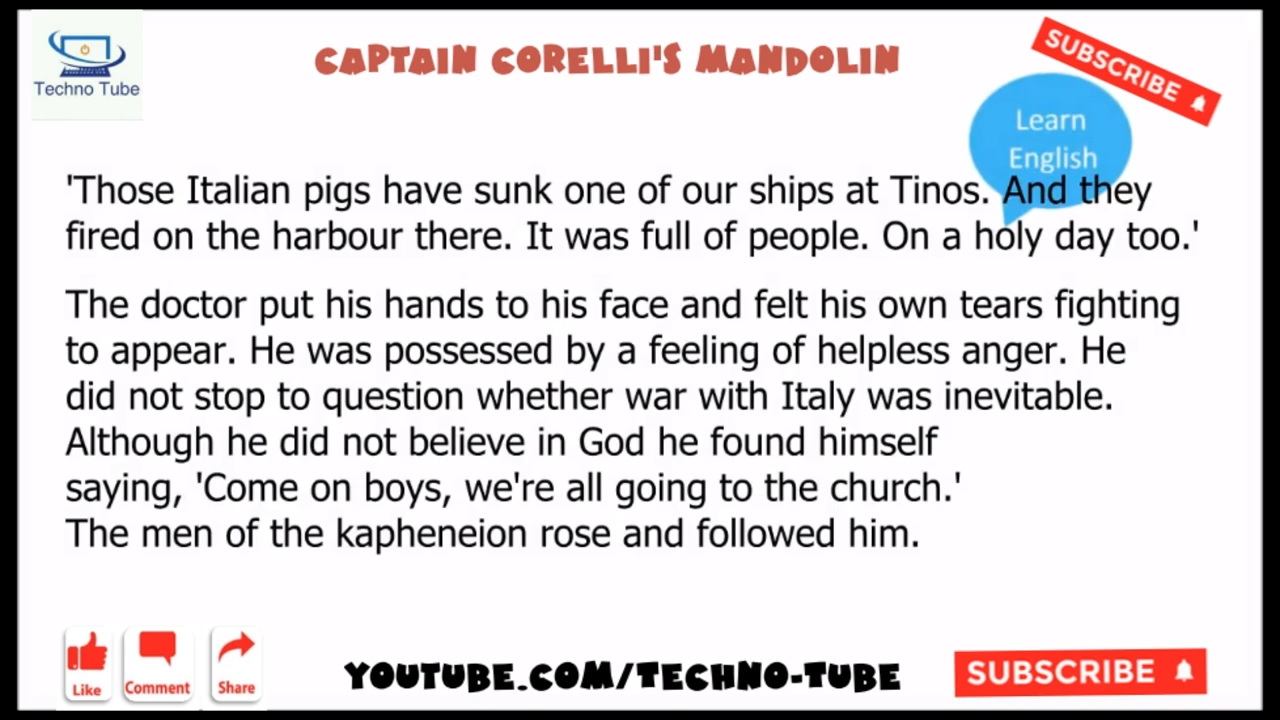 Techno Tube
CAPTAIN CORELLI'S MANDOLIN
SUBSCRIBE
Learn
English
'Those Italian pigs have sunk one of our ships at Tinos. And they
fired on the harbour there. It was full of people. On a holy day too.'
The doctor put his hands to his face and felt his own tears fighting
to appear. He was possessed by a feeling of helpless anger. He
did not stop to question whether war with Italy was inevitable.
Although he did not believe in God he found himself
saying, 'Come on boys, we're all going to the church.'
The men of the kapheneion rose and followed him.
Like
Comment
Share
YOUTUBE.COM/TECHNO-TUBE
SUBSCRIBE